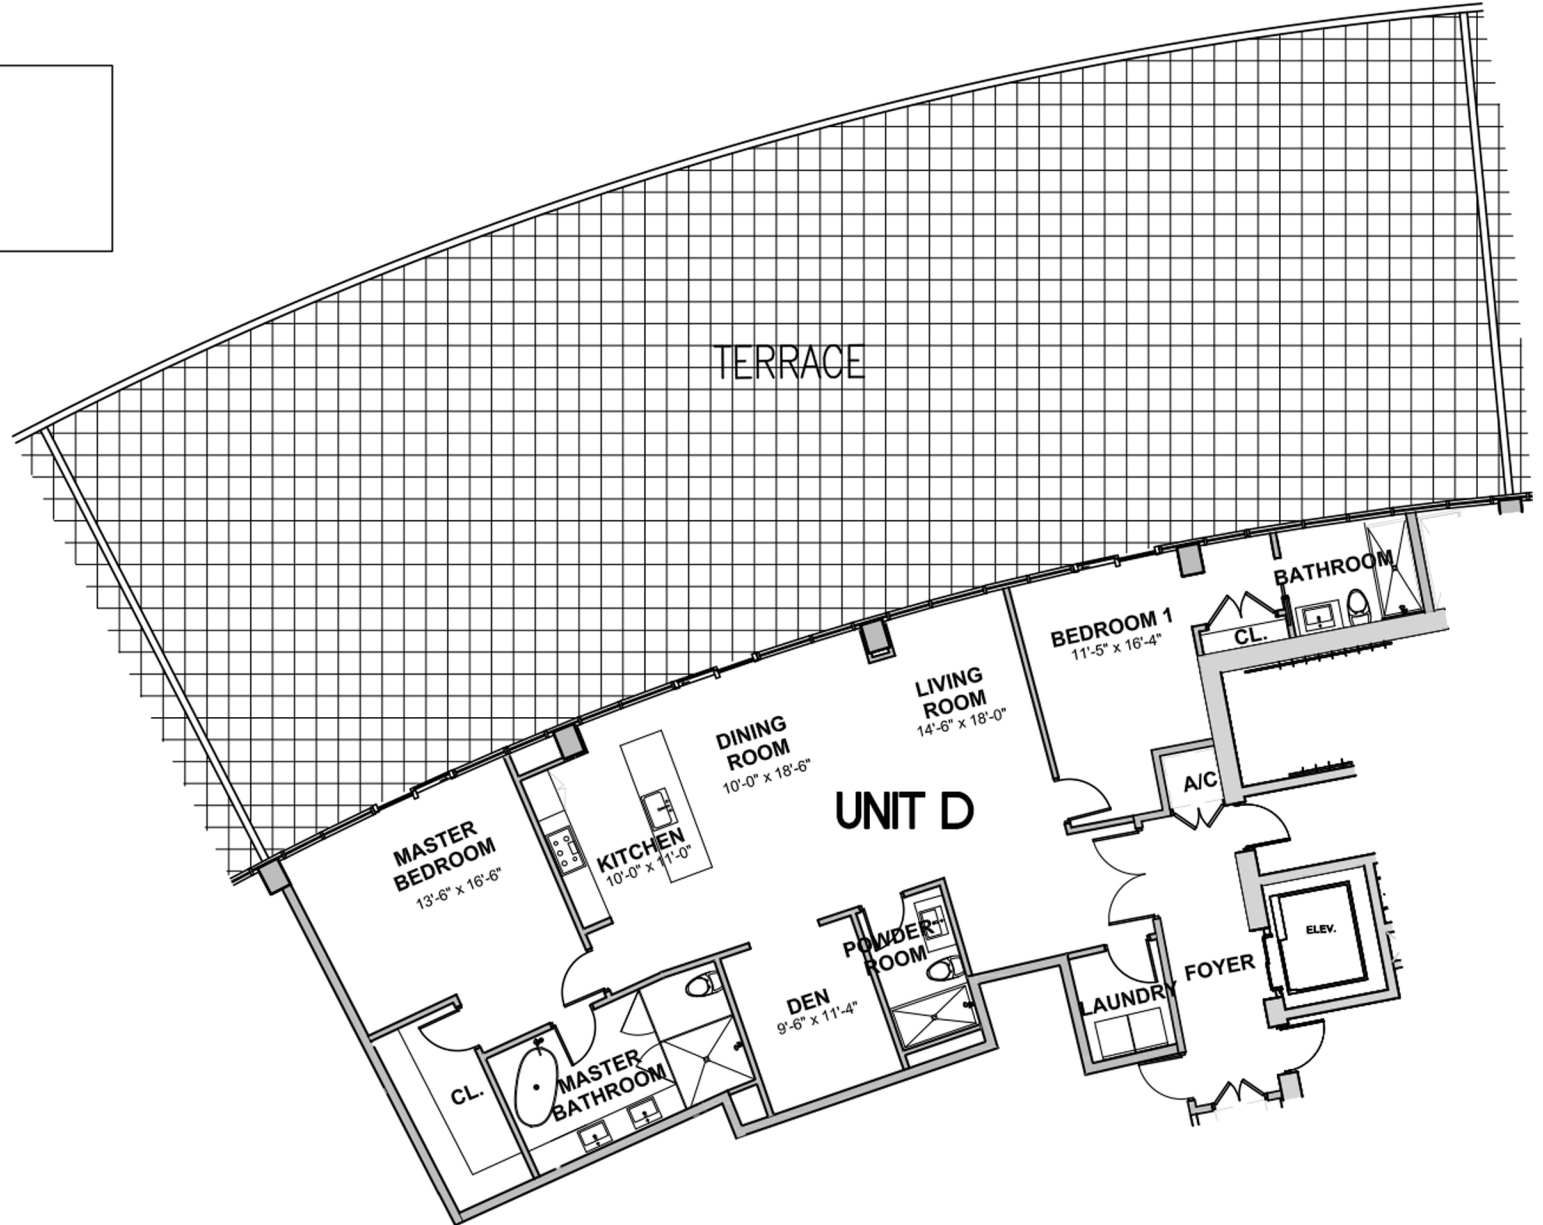 TERRACE
BATHROOM
CL.
BEDROOM 1
11'-5" x 16'-4"
LIVING
ROOM
14'-6" x 18'-0"
DINING
ROOM
10'-0" x 18'-6"
A/C
UNIT D
KITCHEN
10'-0" x 11'-0"
MASTER
BEDROOM
13'-6" x 16'-6"
POWDER
ROOM
ELEV.
FOYER
LAUNDRY
DEN
9'-6" x 11'-4"
MASTER
BATHROOM
CL.